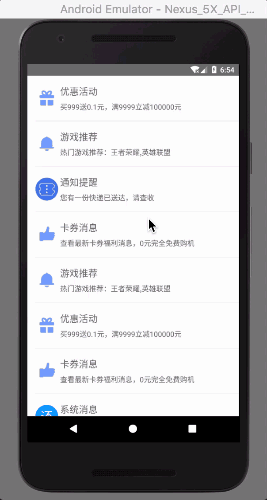 Android Emulator - Nexus_5X_API_...
6:54
优惠活动
买999送0.1元，满9999立减100000元
游戏推荐
热门游戏推荐：王者荣耀,英雄联盟
通知提醒
您有一份快递已送达，请查收
卡券消息
查看最新卡券福利消息，0元完全免费购机
游戏推荐
热门游戏推荐：王者荣耀,英雄联盟
优惠活动
买999送0.1元，满9999立减100000元
卡券消息
查看最新卡券福利消息，0元完全免费购机
系统消息